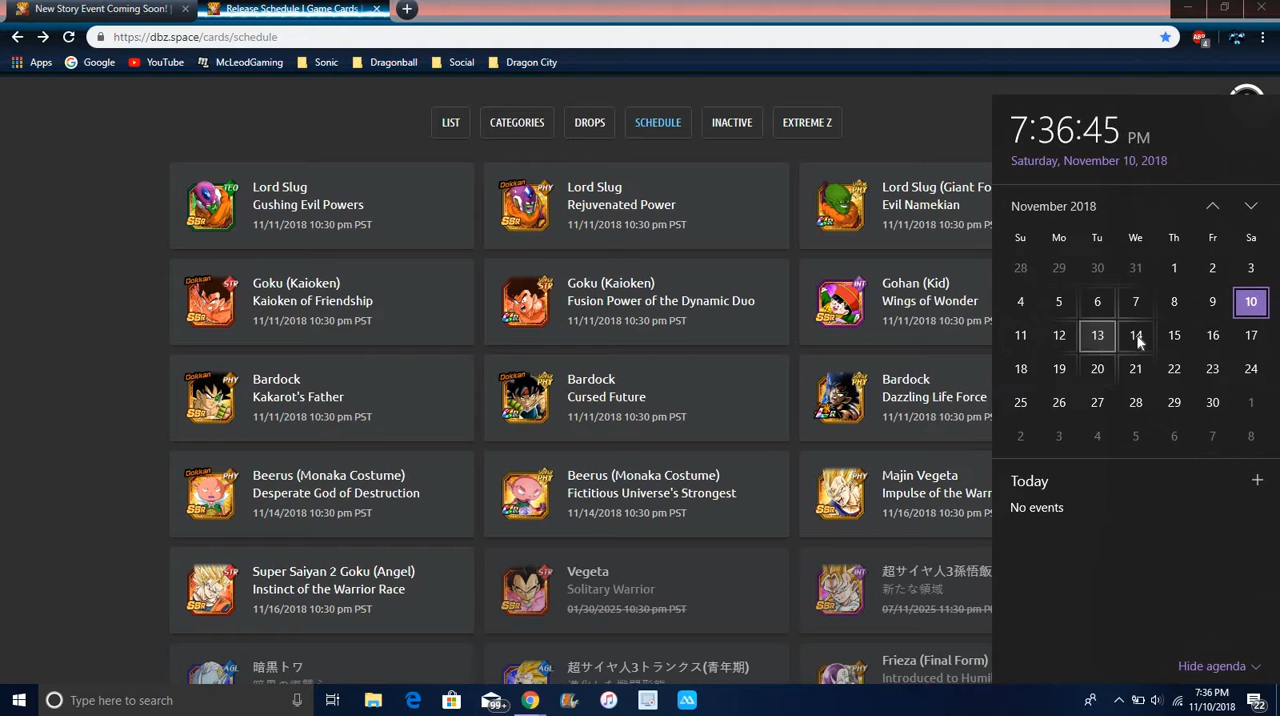 New Story Event Coming Soon! |
Release Schedule | Game Cards |
https://dbz.space/cards/schedule
ABP 4
Apps Google YouTube McLeodGaming Sonic Dragonball Social Dragon City
LIST CATEGORIES DROPS SCHEDULE INACTIVE EXTREME Z
Lord Slug
Gushing Evil Powers
11/11/2018 10:30 pm PST
Lord Slug
Rejuvenated Power
11/11/2018 10:30 pm PST
Lord Slug (Giant Fo
Evil Namekian
11/11/2018 10:30 pm PST
Goku (Kaioken)
Kaioken of Friendship
11/11/2018 10:30 pm PST
Goku (Kaioken)
Fusion Power of the Dynamic Duo
11/11/2018 10:30 pm PST
Gohan (Kid)
Wings of Wonder
11/11/2018 10:30 pm PST
Bardock
Kakarot's Father
11/11/2018 10:30 pm PST
Bardock
Cursed Future
11/11/2018 10:30 pm PST
Bardock
Dazzling Life Force
11/11/2018 10:30 pm PST
Beerus (Monaka Costume)
Desperate God of Destruction
11/14/2018 10:30 pm PST
Beerus (Monaka Costume)
Fictitious Universe's Strongest
11/14/2018 10:30 pm PST
Majin Vegeta
Impulse of the Warr
11/16/2018 10:30 pm PST
Super Saiyan 2 Goku (Angel)
Instinct of the Warrior Race
11/16/2018 10:30 pm PST
Vegeta
Solitary Warrior
01/30/2025 10:30 pm PST
超サイヤ人3孫悟飯
新たな領域
07/11/2025 11:30 pm P
暗黒トワ
超サイヤ人3トランクス(青年期)
Frieza (Final Form)
Introduced to Humil
7:36:45 PM
Saturday, November 10, 2018
November 2018
Su Mo Tu We Th Fr Sa
28 29 30 31 1 2 3
4 5 6 7 8 9 10
11 12 13 14 15 16 17
18 19 20 21 22 23 24
25 26 27 28 29 30 1
2 3 4 5 6 7 8
Today
No events
Hide agenda
Type here to search
99+
7:36 PM
11/10/2018
22